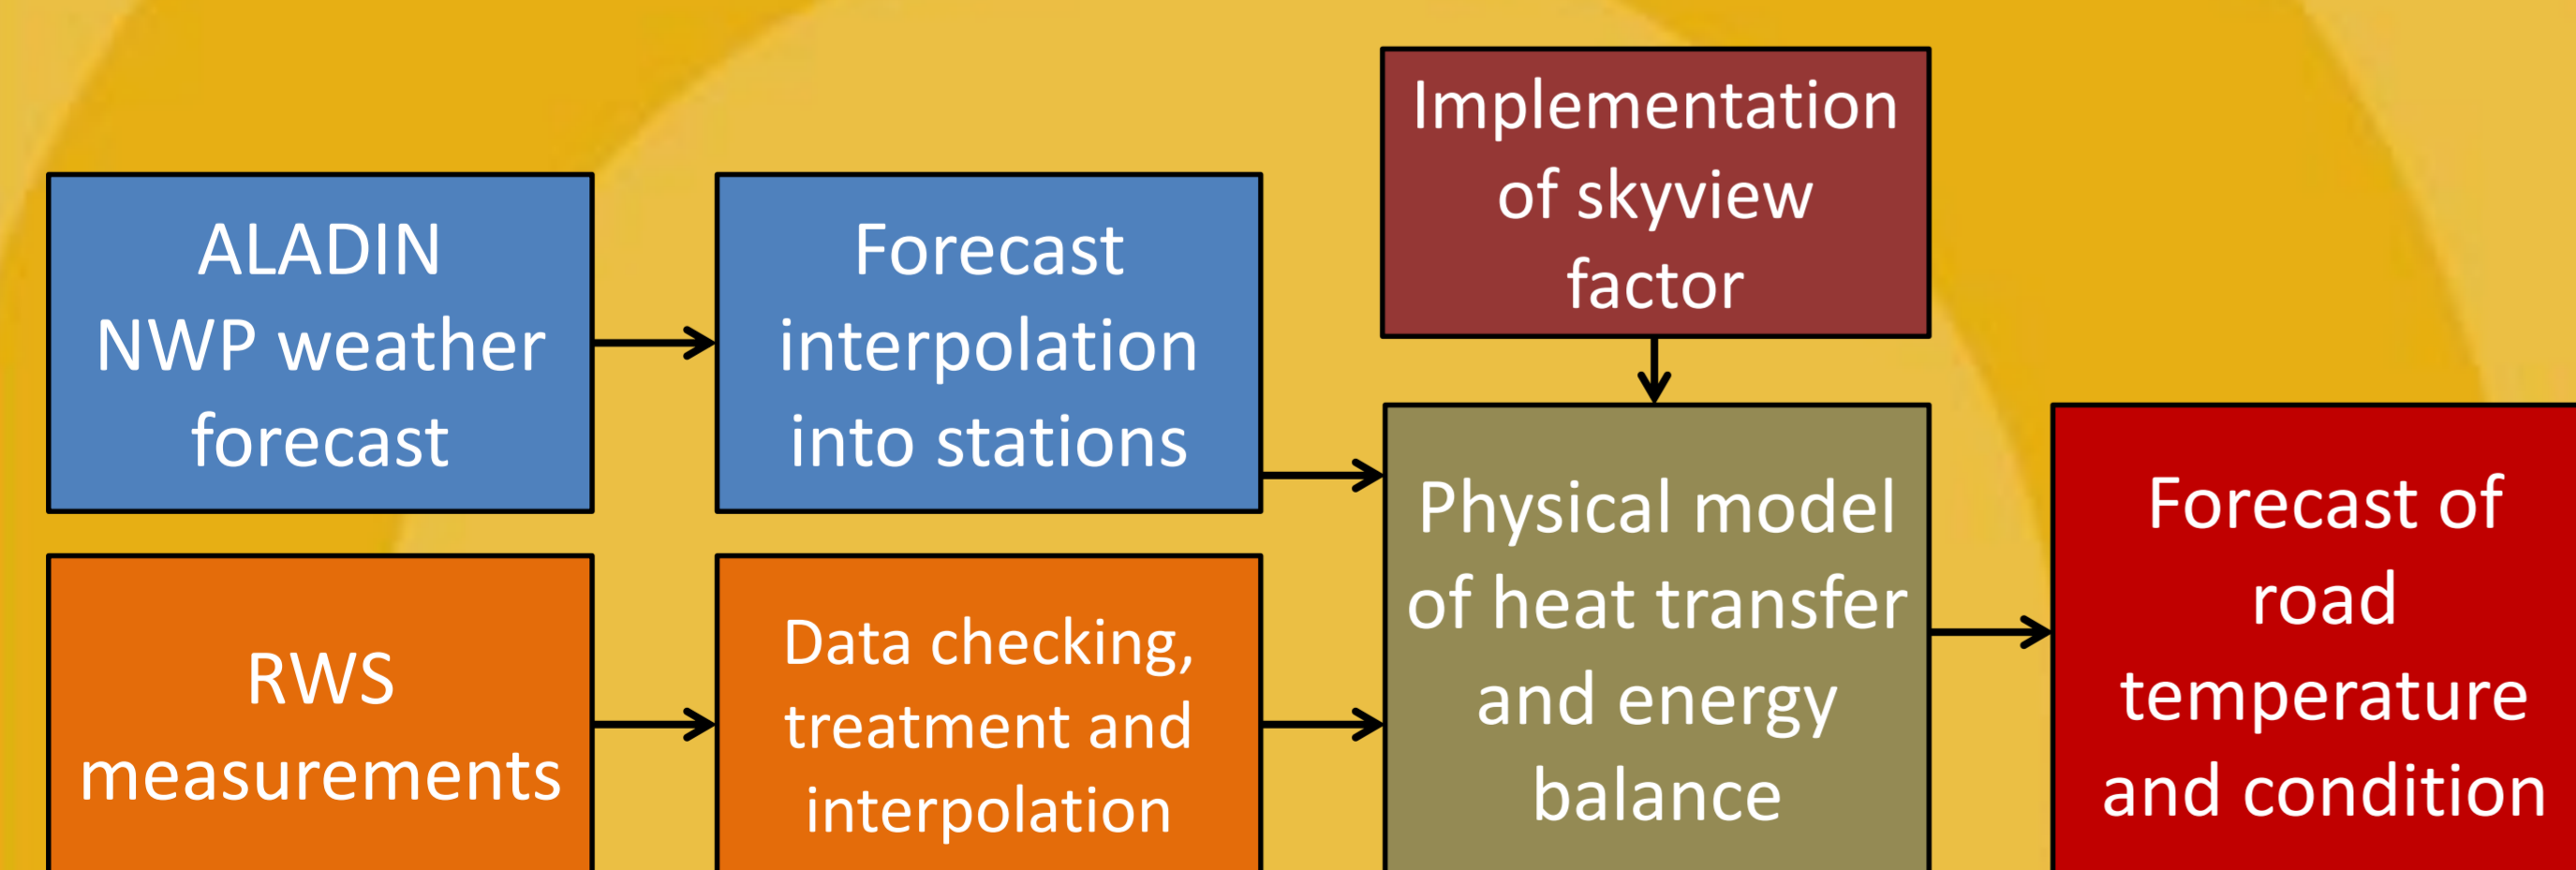 ALADIN
NWP weather
forecast
Forecast
interpolation
into stations
Implementation
of skyview
factor
RWS
measurements
Data checking,
treatment and
interpolation
Physical model
of heat transfer
and energy
balance
Forecast of
road
temperature
and condition